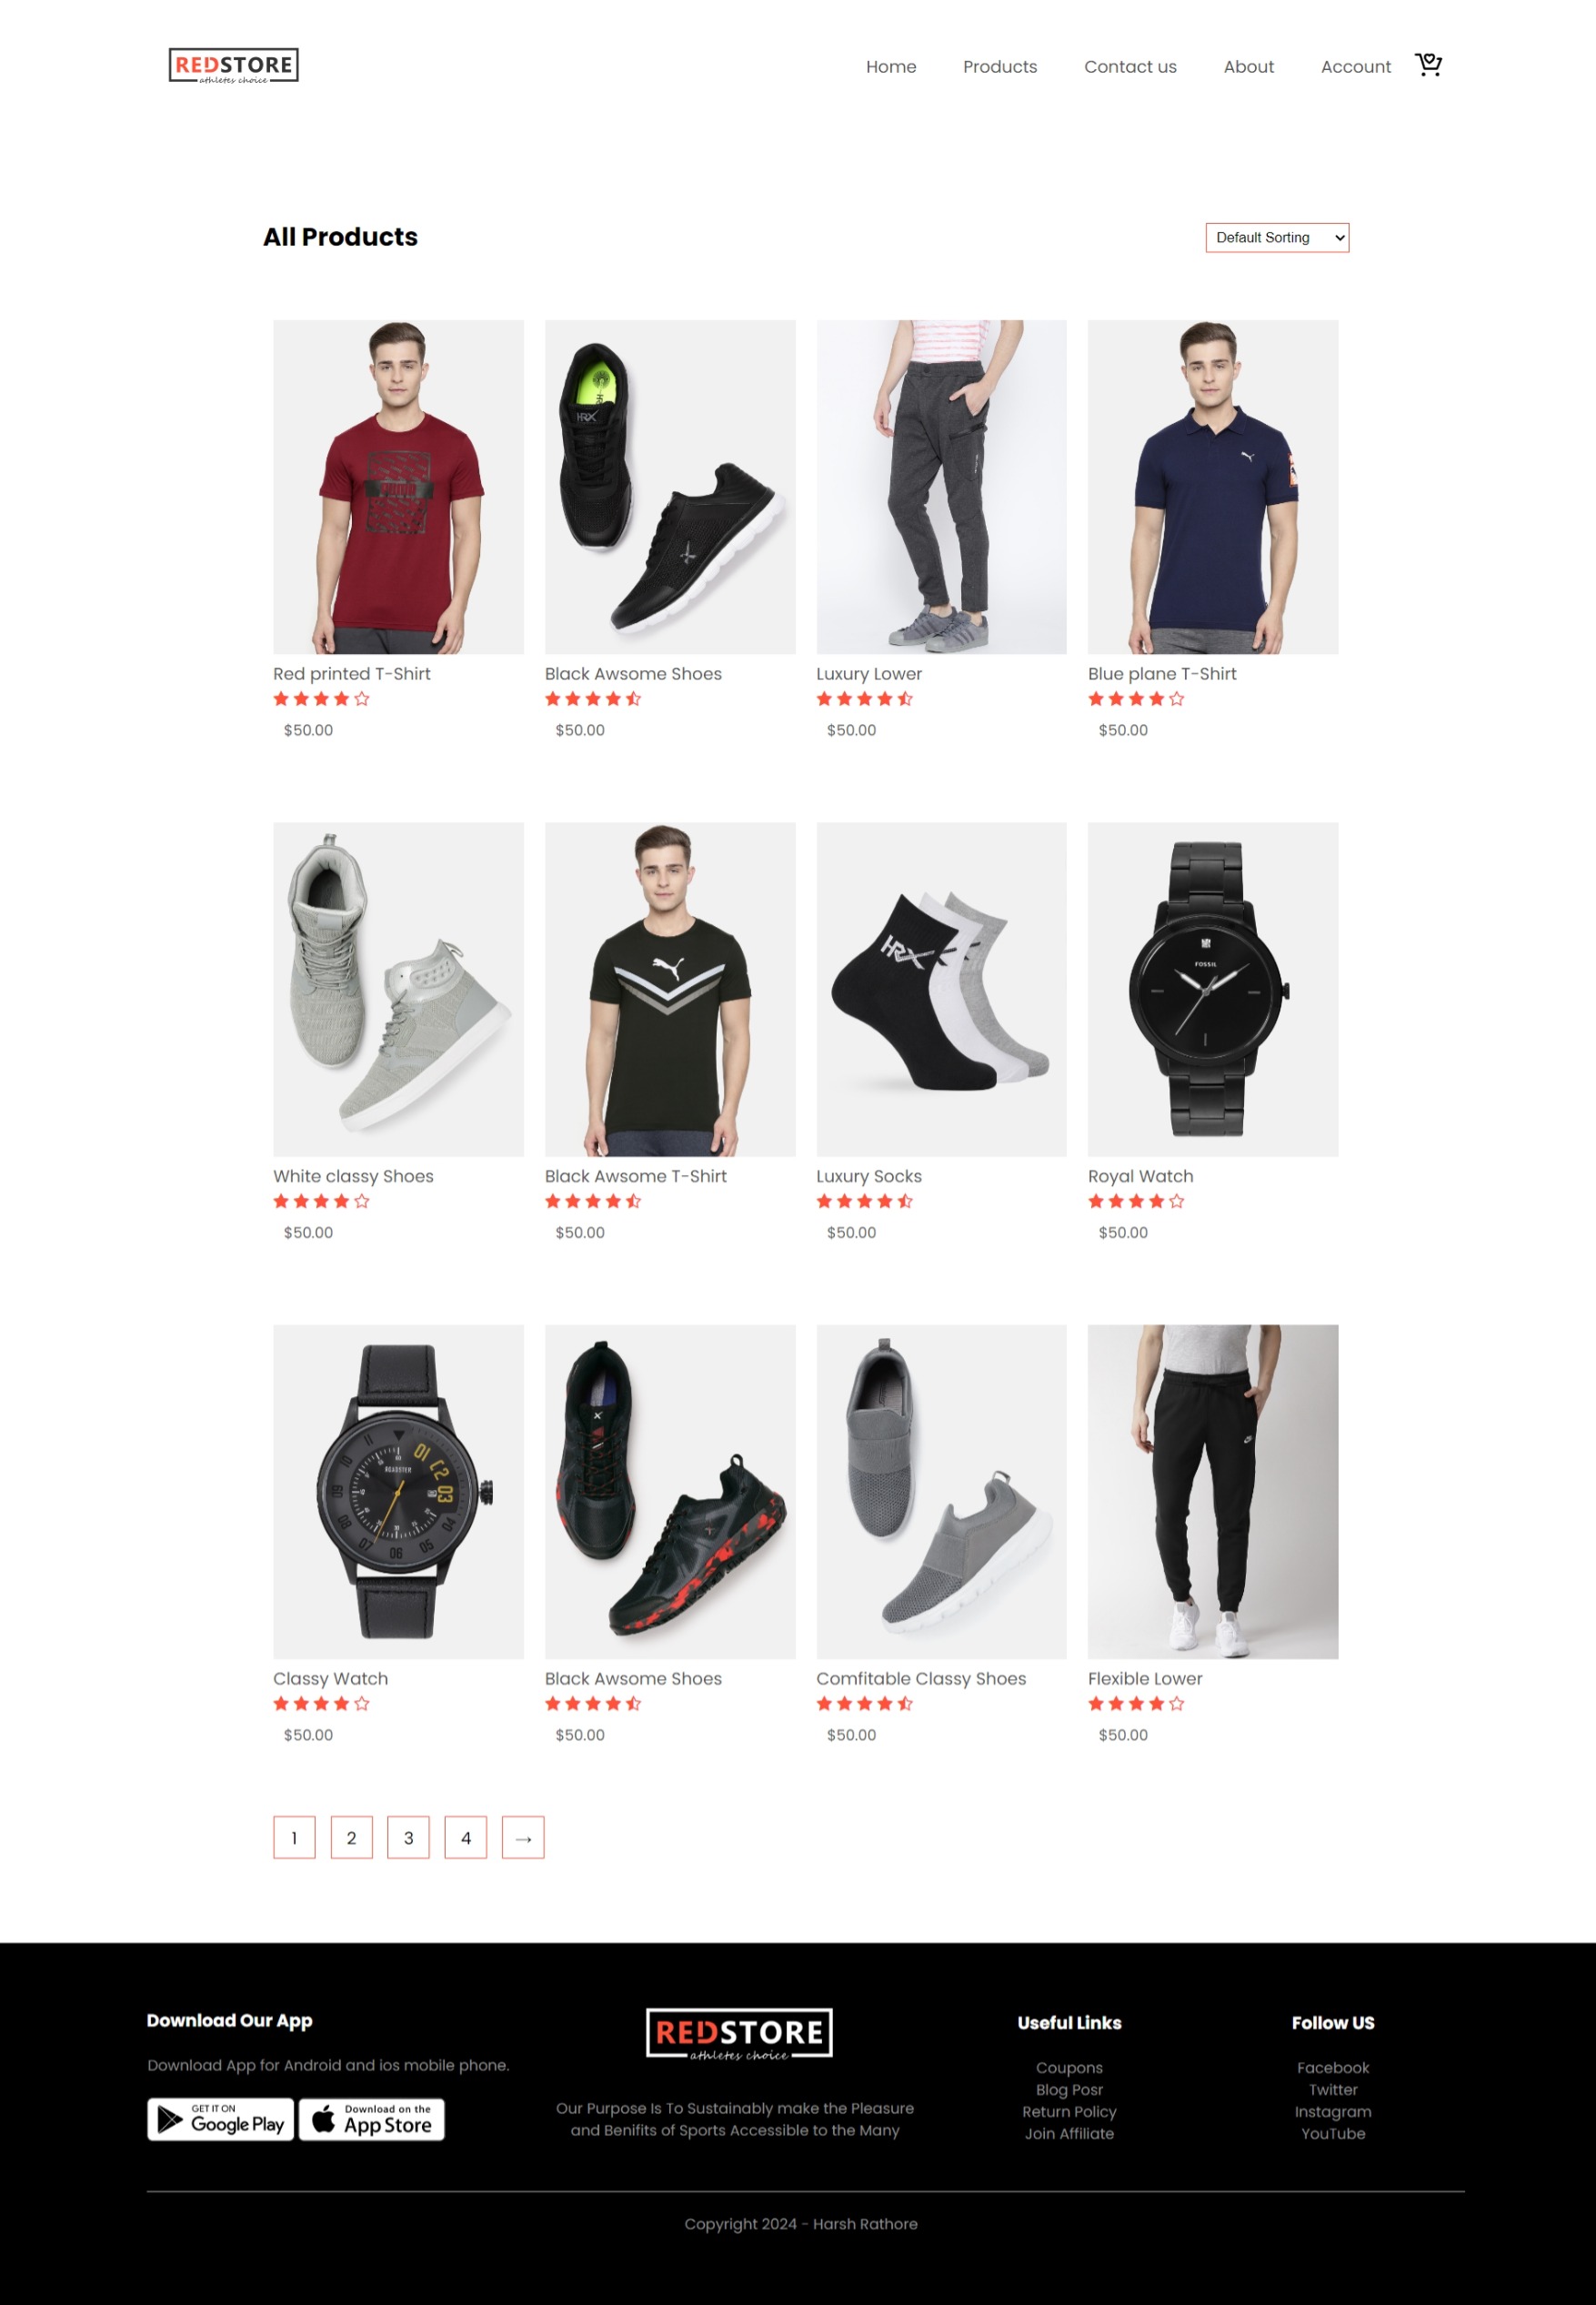 REDSTORE
athletes choice
Home Products Contact us About Account
All Products
Default Sorting
HRX
Red printed T-Shirt
$50.00
Black Awsome Shoes
$50.00
Luxury Lower
$50.00
Blue plane T-Shirt
$50.00
HRX
FOSSIL
White classy Shoes
$50.00
Black Awsome T-Shirt
$50.00
Luxury Socks
$50.00
Royal Watch
$50.00
ROADSTER
Classy Watch
$50.00
Black Awsome Shoes
$50.00
Comfitable Classy Shoes
$50.00
Flexible Lower
$50.00
1 2 3 4 →
Download Our App
Download App for Android and ios mobile phone.
GET IT ON
Google Play
Download on the
App Store
REDSTORE
athletes choice
Our Purpose Is To Sustainably make the Pleasure
and Benifits of Sports Accessible to the Many
Useful Links
Coupons
Blog Posr
Return Policy
Join Affiliate
Follow US
Facebook
Twitter
Instagram
YouTube
Copyright 2024 - Harsh Rathore